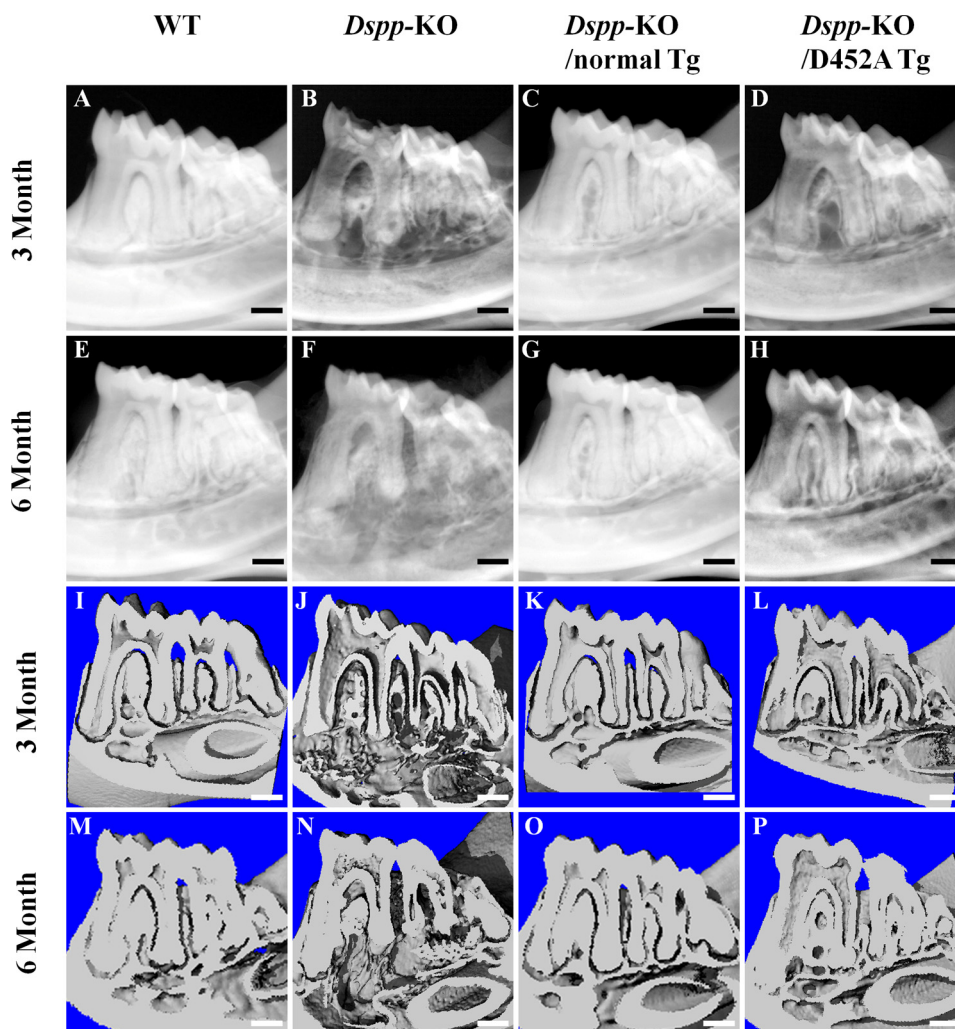 WT Dspp-KO Dspp-KO Dspp-KO
/normal Tg /D452A Tg
3 Month
A B C D
6 Month
E F G H
3 Month
I J K L
6 Month
M N O P